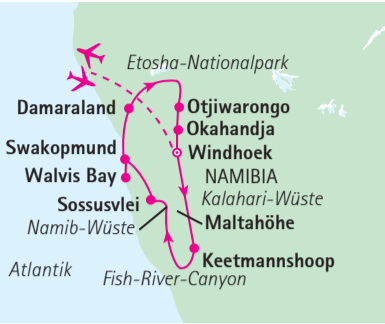 Etosha-Nationalpark
Damaraland
Otjiwarongo
Okahandja
Swakopmund
Windhoek
Walvis Bay
NAMIBIA
Sossusvlei
Kalahari-Wüste
Namib-Wüste
Maltahöhe
Keetmannshoop
Atlantik
Fish-River-Canyon